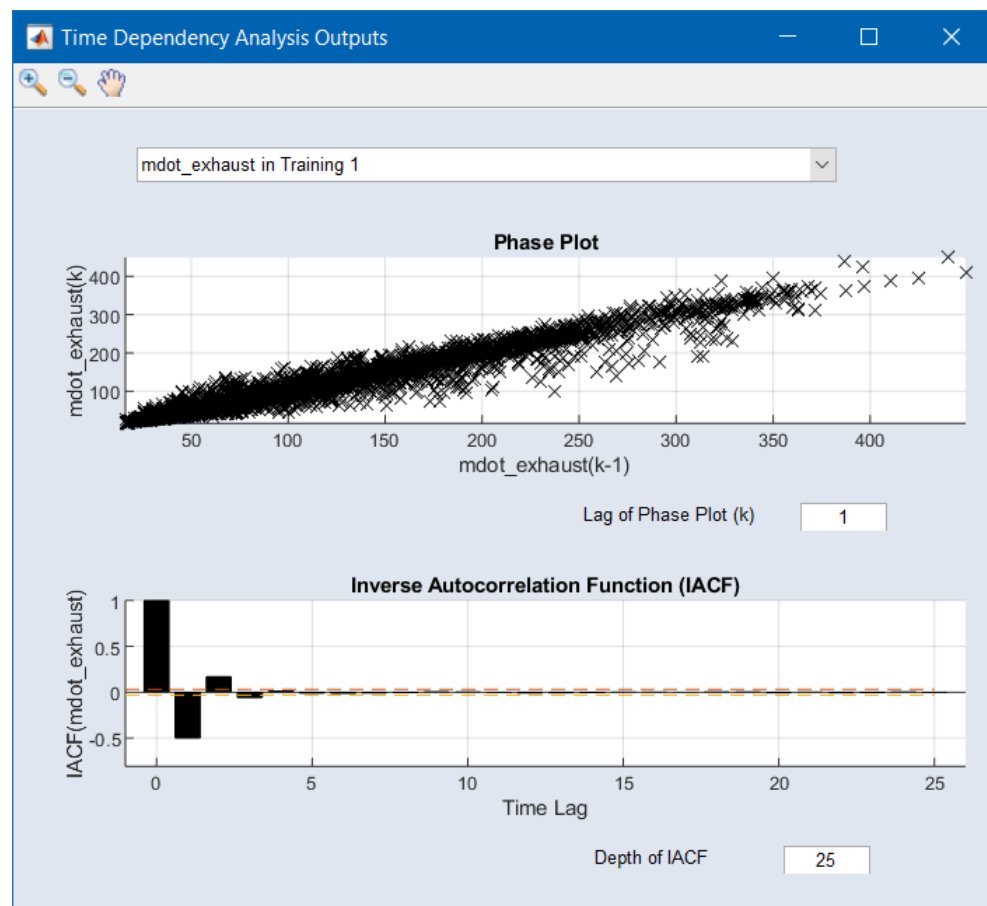 Time Dependency Analysis Outputs
mdot_exhaust in Training 1
Phase Plot
mdot_exhaust(k)
400
300
200
100
50 100 150 200 250 300 350 400
mdot_exhaust(k-1)
Lag of Phase Plot (k) 1
Inverse Autocorrelation Function (IACF)
IACF(mdot_exhaust)
1
0.5
0
-0.5
0 5 10 15 20 25
Time Lag
Depth of IACF 25